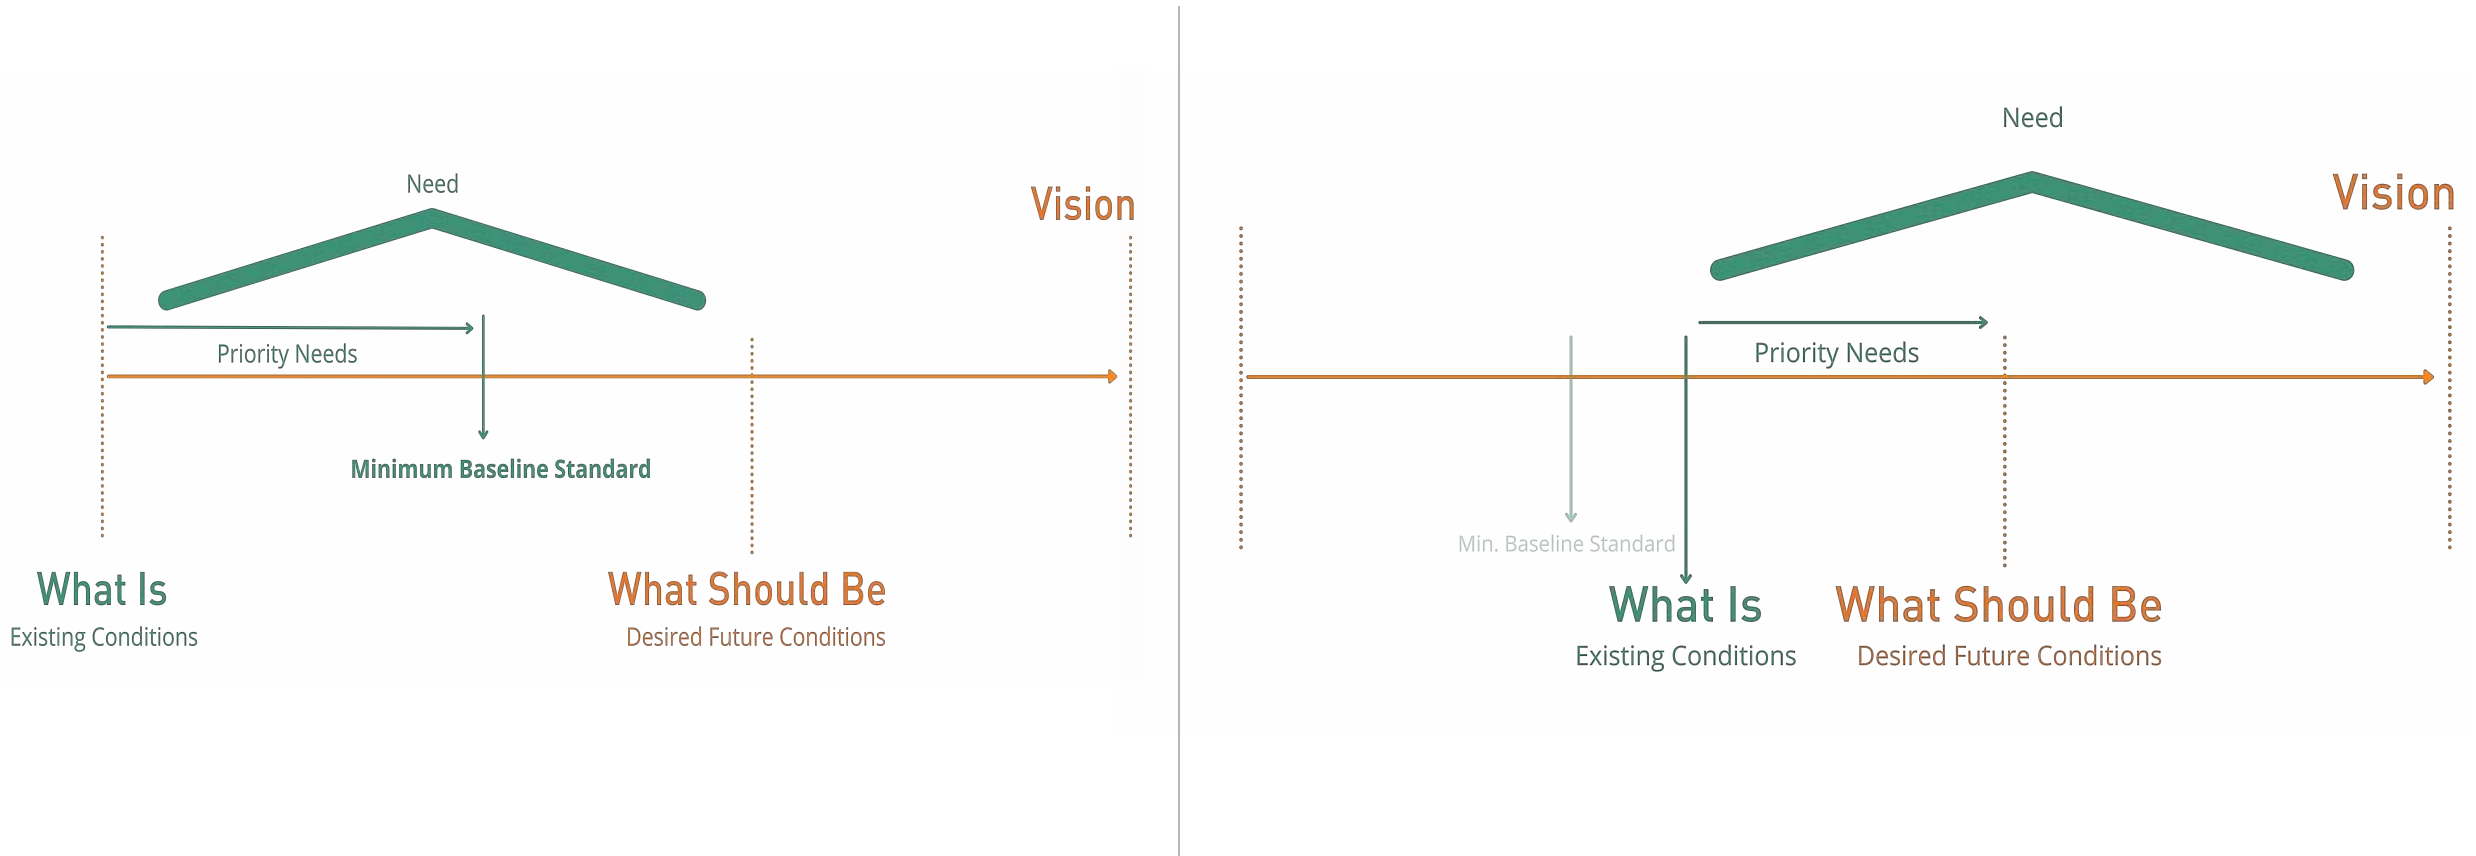 Need
Vision
Priority Needs
Minimum Baseline Standard
What Is
What Should Be
Existing Conditions
Desired Future Conditions
Need
Vision
Priority Needs
Min. Baseline Standard
What Is
What Should Be
Existing Conditions
Desired Future Conditions